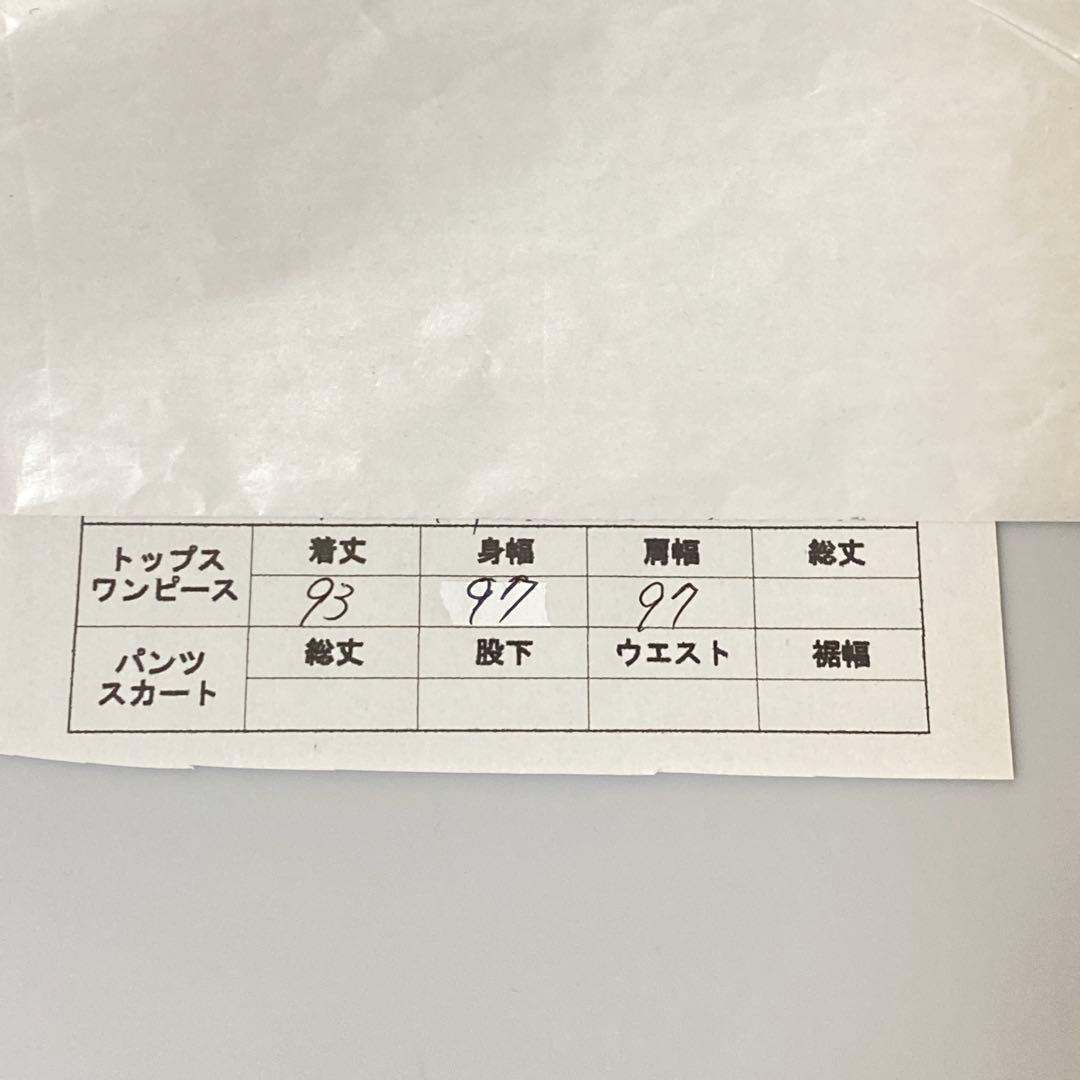 トップス
ワンピース
着丈 身幅 肩幅 総丈
93 97 97
パンツ
スカート
総丈 股下 ウエスト 裾幅